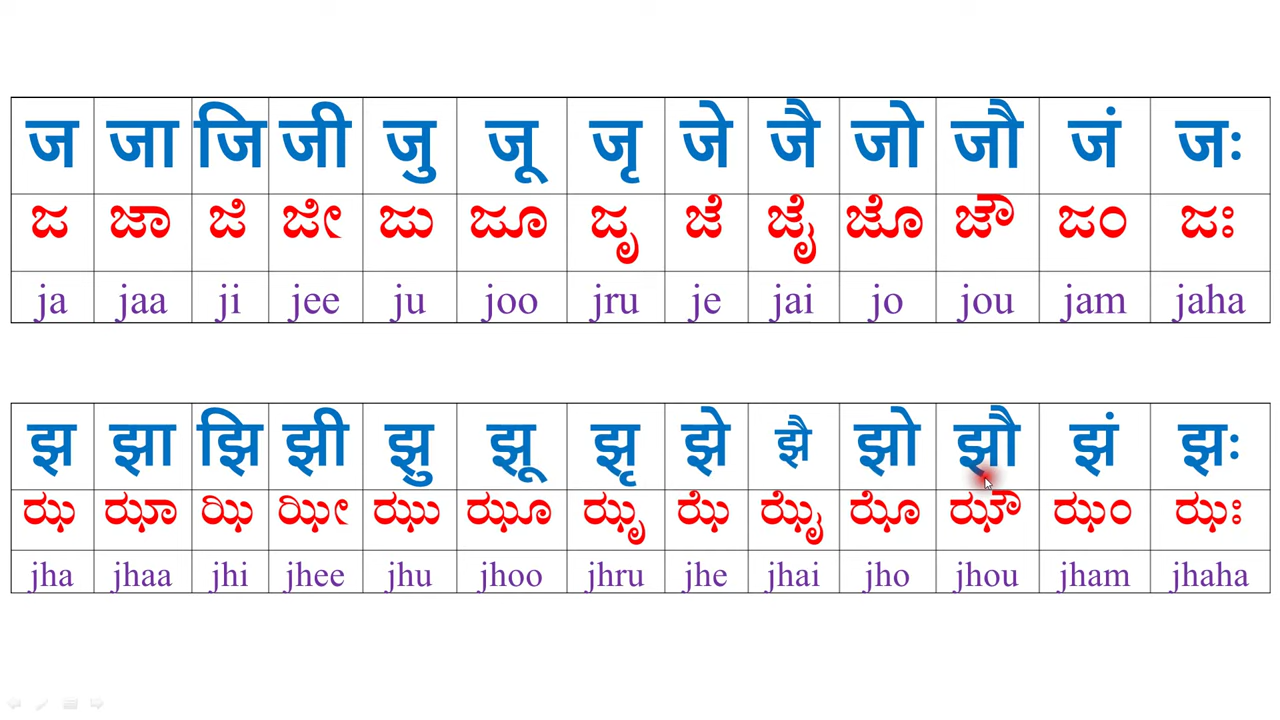 ज जा जि जी जु जू जृ जे जै जो जौ जं जः
ಜ ಜಾ ಜಿ ಜೀ ಜು ಜೂ ಜೃ ಜೆ ಜೈ ಜೊ ಜೌ ಜಂ ಜಃ
ja jaa ji jee ju joo jru je jai jo jou jam jaha
झ झा झि झी झु झू झृ झे झै झो झौ झं झः
ಝ ಝಾ ಝಿ ಝೀ ಝು ಝೂ ಝೃ ಝೆ ಝೈ ಝೊ ಝೌ ಝಂ ಝಃ
jha jhaa jhi jhee jhu jhoo jhru jhe jhai jho jhou jham jhaha